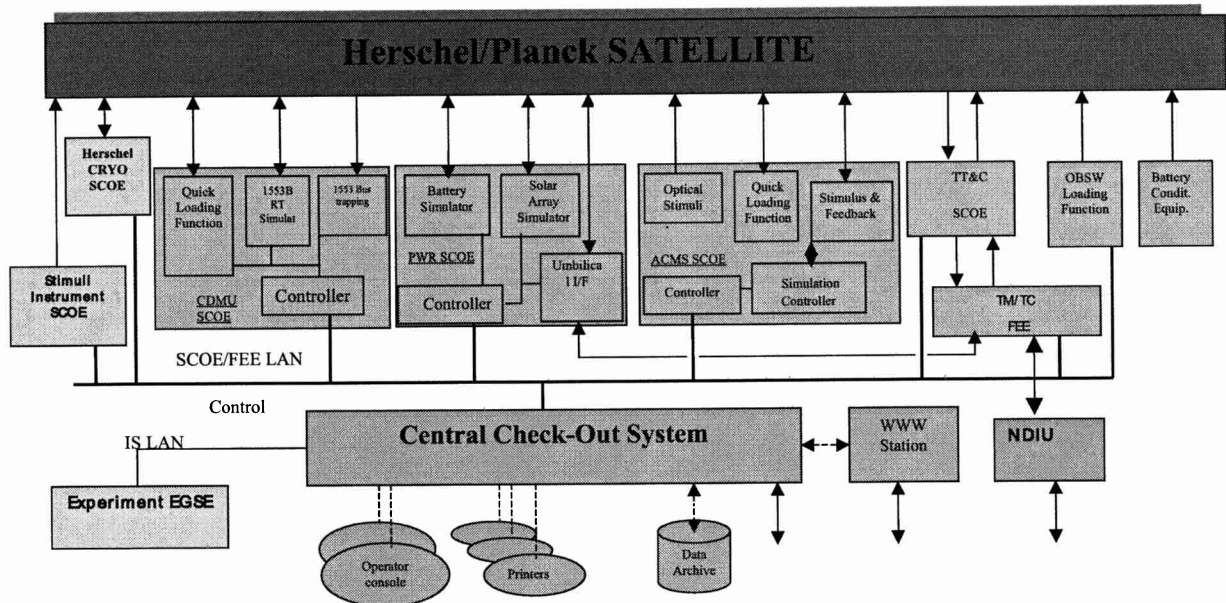 Herschel/Planck SATELLITE
Herschel
CRYO
SCOE
Quick
Loading
Function
1553B
RT
Simulat
1553 Bus
trapping
Controller
CDMU
SCOE
Battery
Simulator
Solar
Array
Simulator
PWR SCOE
Umbilica
l I/F
Controller
Optical
Stimuli
Quick
Loading
Function
Stimulus &
Feedback
ACMS SCOE
Controller
Simulation
Controller
TT&C
SCOE
OBSW
Loading
Function
Battery
Condit.
Equip.
Stimuli
Instrument
SCOE
TM/TC
FEE
SCOE/FEE LAN
Control
IS LAN
Central Check-Out System
WWW
Station
NDIU
Experiment EGSE
Operator
console
Printers
Data
Archive